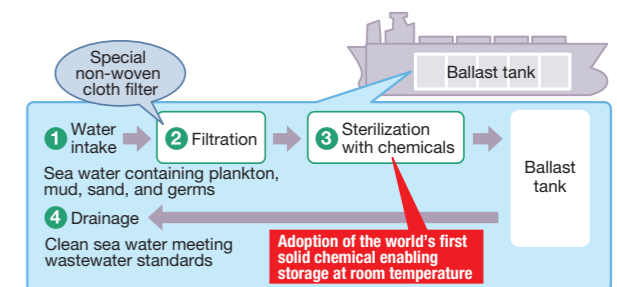 Special
non-woven
cloth filter
Ballast tank
1 Water
intake
2 Filtration
3 Sterilization
with chemicals
Ballast
tank
Sea water containing plankton,
mud, sand, and germs
4 Drainage
Clean sea water meeting
wastewater standards
Adoption of the world's first
solid chemical enabling
storage at room temperature